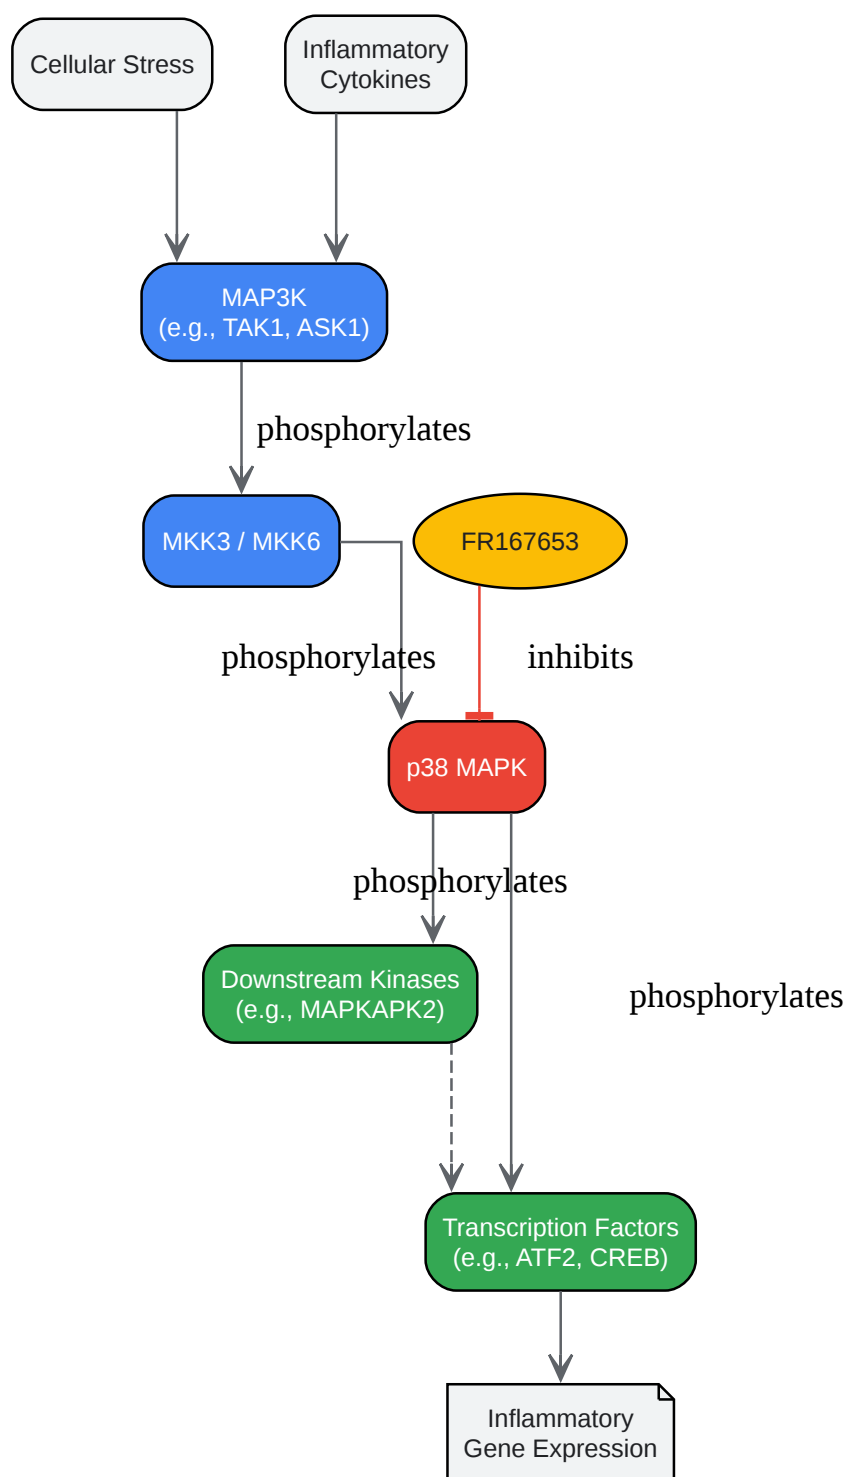 Cellular Stress
Inflammatory
Cytokines
MAP3K
(e.g., TAK1, ASK1)
phosphorylates
MKK3 / MKK6
FR167653
phosphorylates
inhibits
p38 MAPK
phosphorylates
Downstream Kinases
(e.g., MAPKAPK2)
phosphorylates
Transcription Factors
(e.g., ATF2, CREB)
Inflammatory
Gene Expression